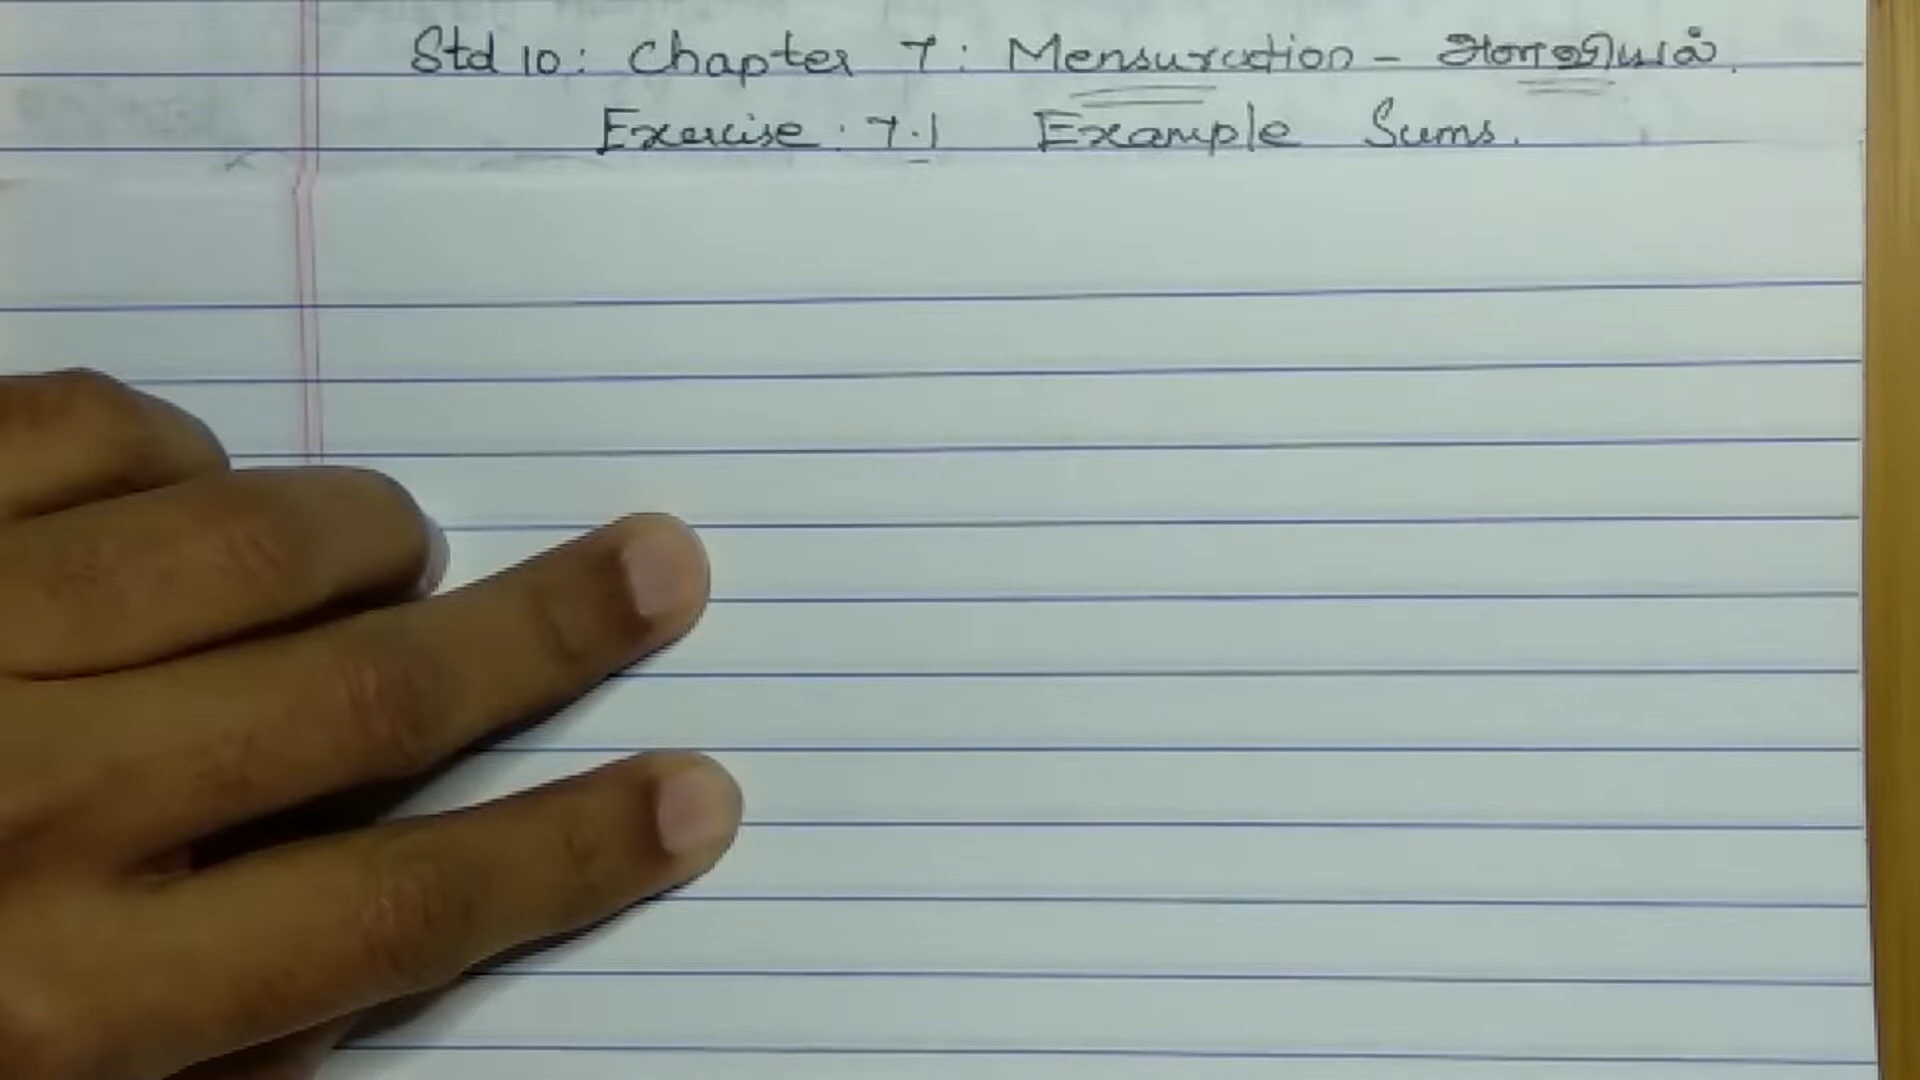 Std 10: Chapter 7: Mensuration - அளவியல்.
Exercise: 7.1 Example Sums.